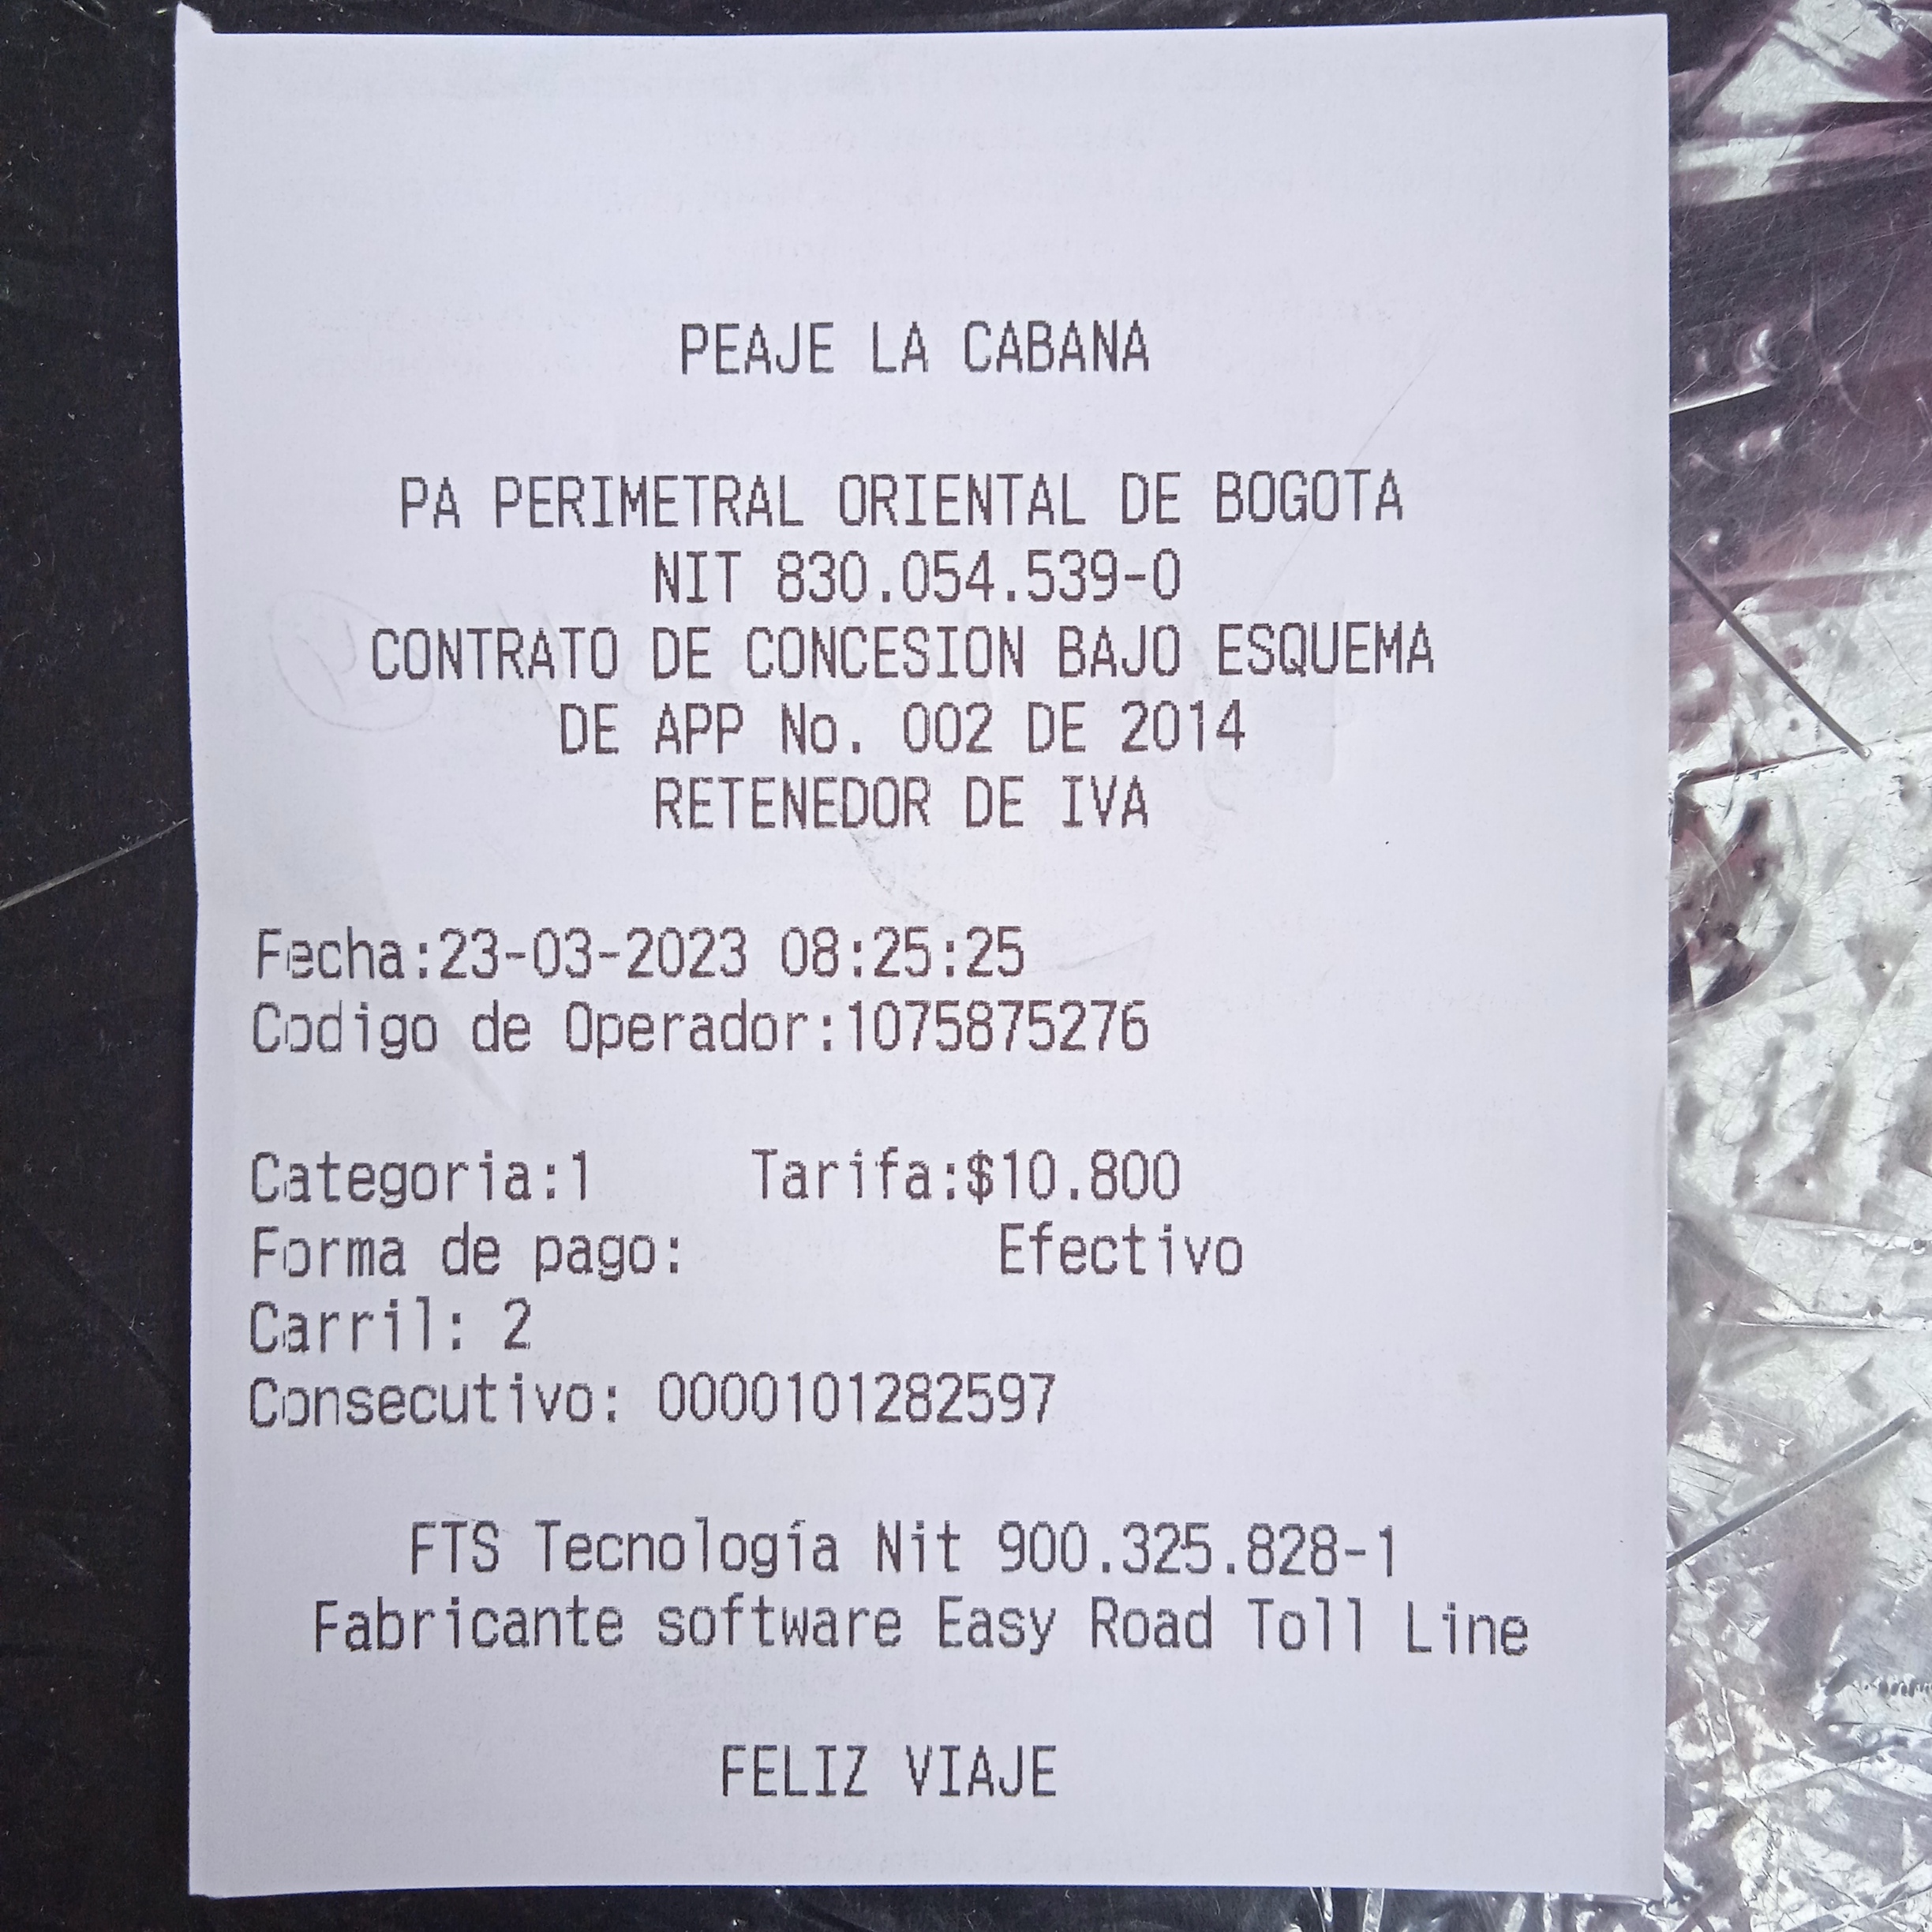 PEAJE LA CABANA
PA PERIMETRAL ORIENTAL DE BOGOTA
NIT 830.054.539-0
CONTRATO DE CONCESION BAJO ESQUEMA
DE APP No. 002 DE 2014
RETENEDOR DE IVA
Fecha:23-03-2023 08:25:25
Codigo de Operador:1075875276
Categoria:1 Tarifa:$10.800
Forma de pago: Efectivo
Carril: 2
Consecutivo: 0000101282597
FTS Tecnología Nit 900.325.828-1
Fabricante software Easy Road Toll Line
FELIZ VIAJE